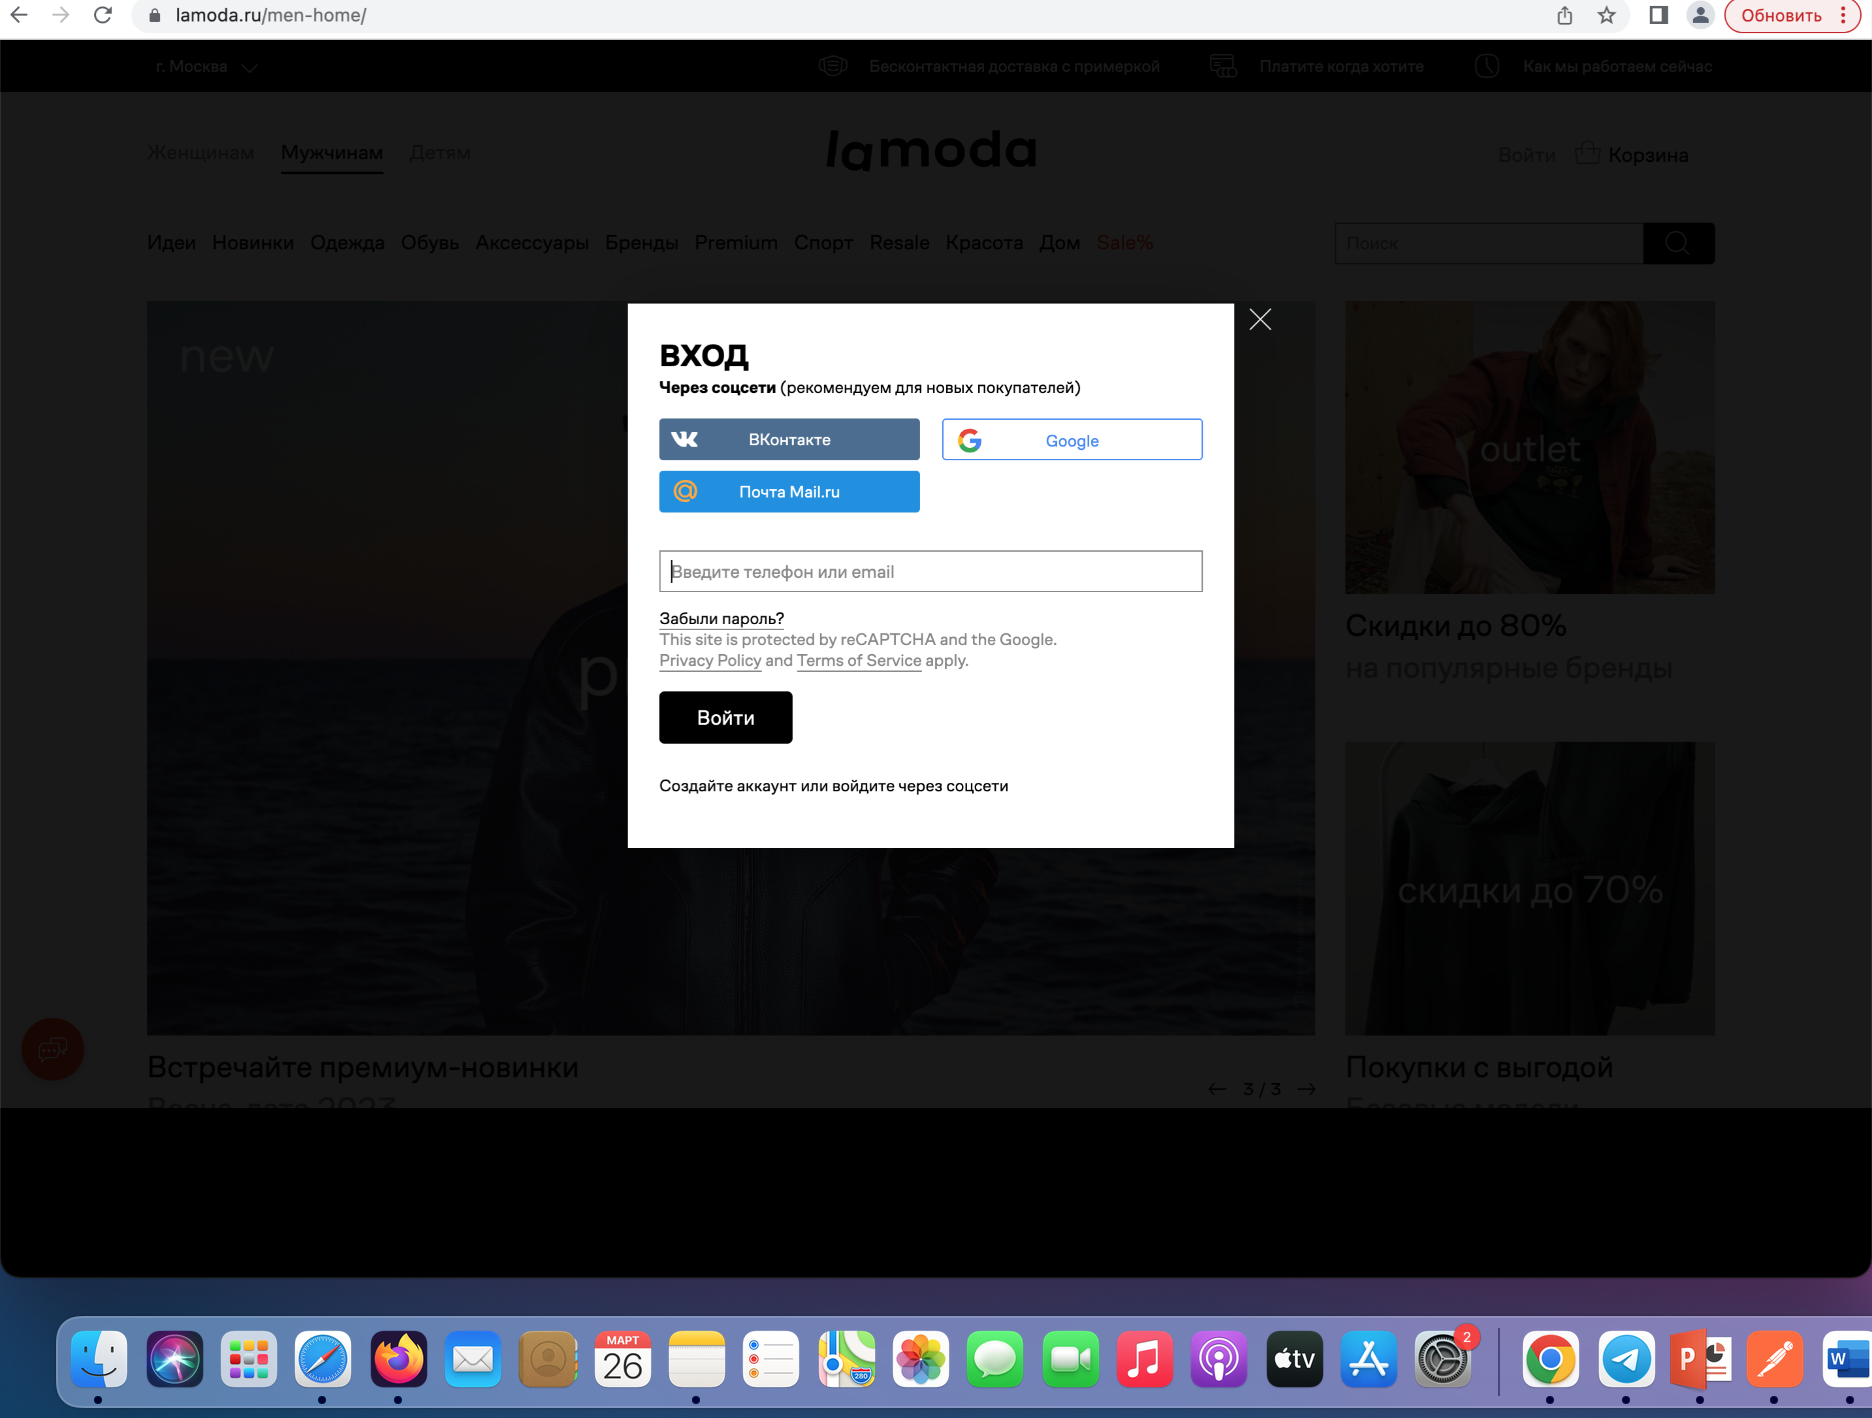 lamoda.ru/men-home/
Обновить
г. Москва
Бесконтактная доставка с примеркой
Платите когда хотите
Как мы работаем сейчас
Женщинам Мужчинам Детям
lamoda
Войти Корзина
Идеи Новинки Одежда Обувь Аксессуары Бренды Premium Спорт Resale Красота Дом Sale%
Поиск
new
ВХОД
Через соцсети (рекомендуем для новых покупателей)
ВКонтакте
Google
Почта Mail.ru
Введите телефон или email
Забыли пароль?
This site is protected by reCAPTCHA and the Google.
Privacy Policy and Terms of Service apply.
Войти
Создайте аккаунт или войдите через соцсети
outlet
Скидки до 80%
на популярные бренды
скидки до 70%
Встречайте премиум-новинки
3 / 3
Покупки с выгодой
МАРТ
26
280
tv
2
P
W